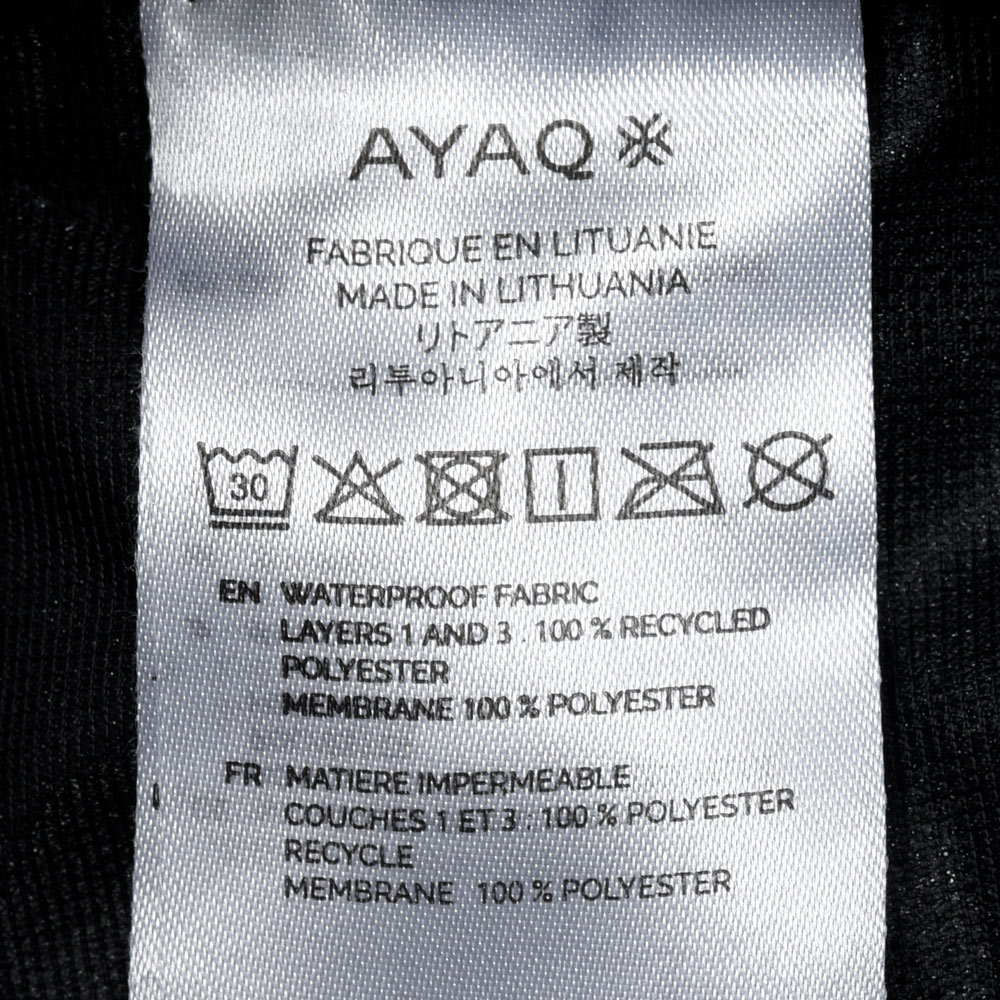 AYAQ
FABRIQUE EN LITUANIE
MADE IN LITHUANIA
リトアニア製
리투아니아에서 제작
30
EN WATERPROOF FABRIC
LAYERS 1 AND 3 : 100 % RECYCLED
POLYESTER
MEMBRANE 100 % POLYESTER
FR MATIERE IMPERMEABLE
COUCHES 1 ET 3 : 100 % POLYESTER
RECYCLE
MEMBRANE 100 % POLYESTER